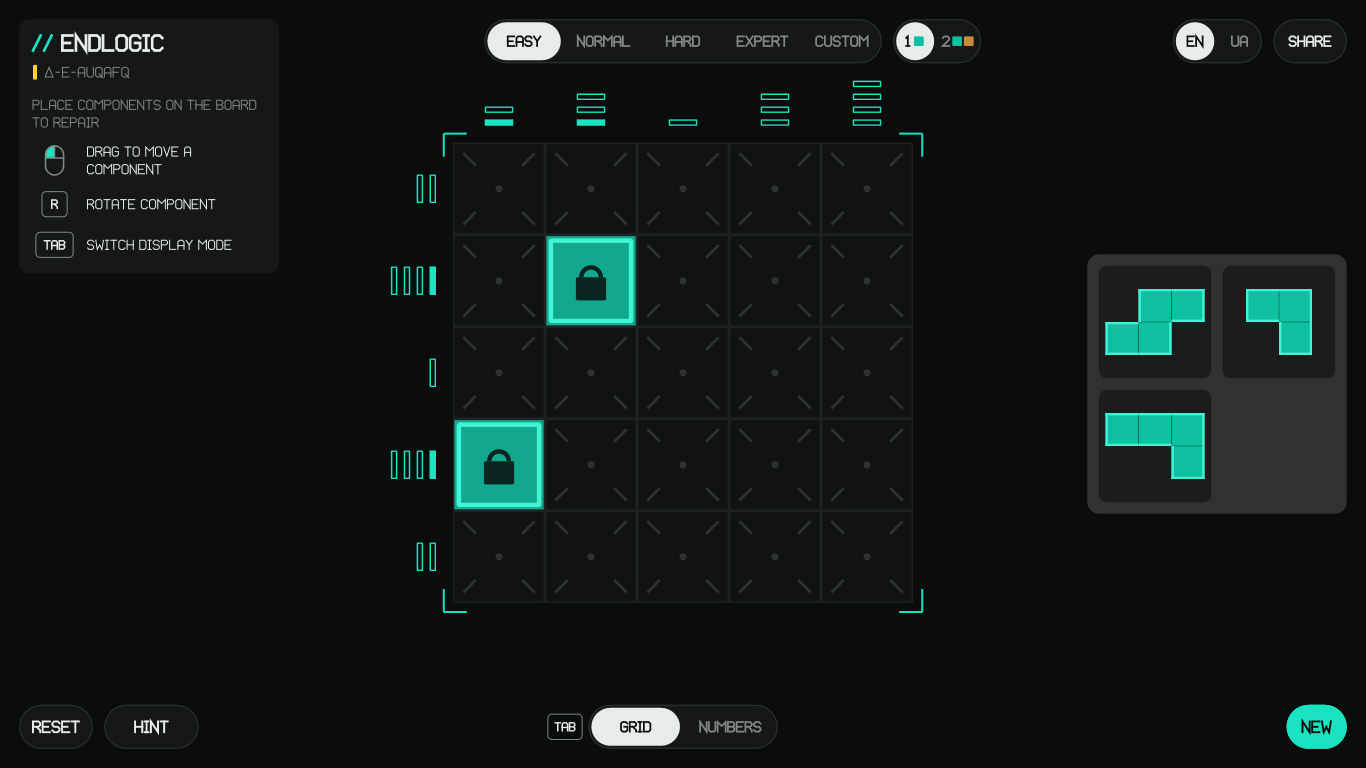 // ENDLOGIC
Δ-E-AUQAFQ
PLACE COMPONENTS ON THE BOARD
TO REPAIR
DRAG TO MOVE A
COMPONENT
R ROTATE COMPONENT
TAB SWITCH DISPLAY MODE
EASY NORMAL HARD EXPERT CUSTOM
1 2
EN UA SHARE
RESET HINT
TAB GRID NUMBERS
NEW